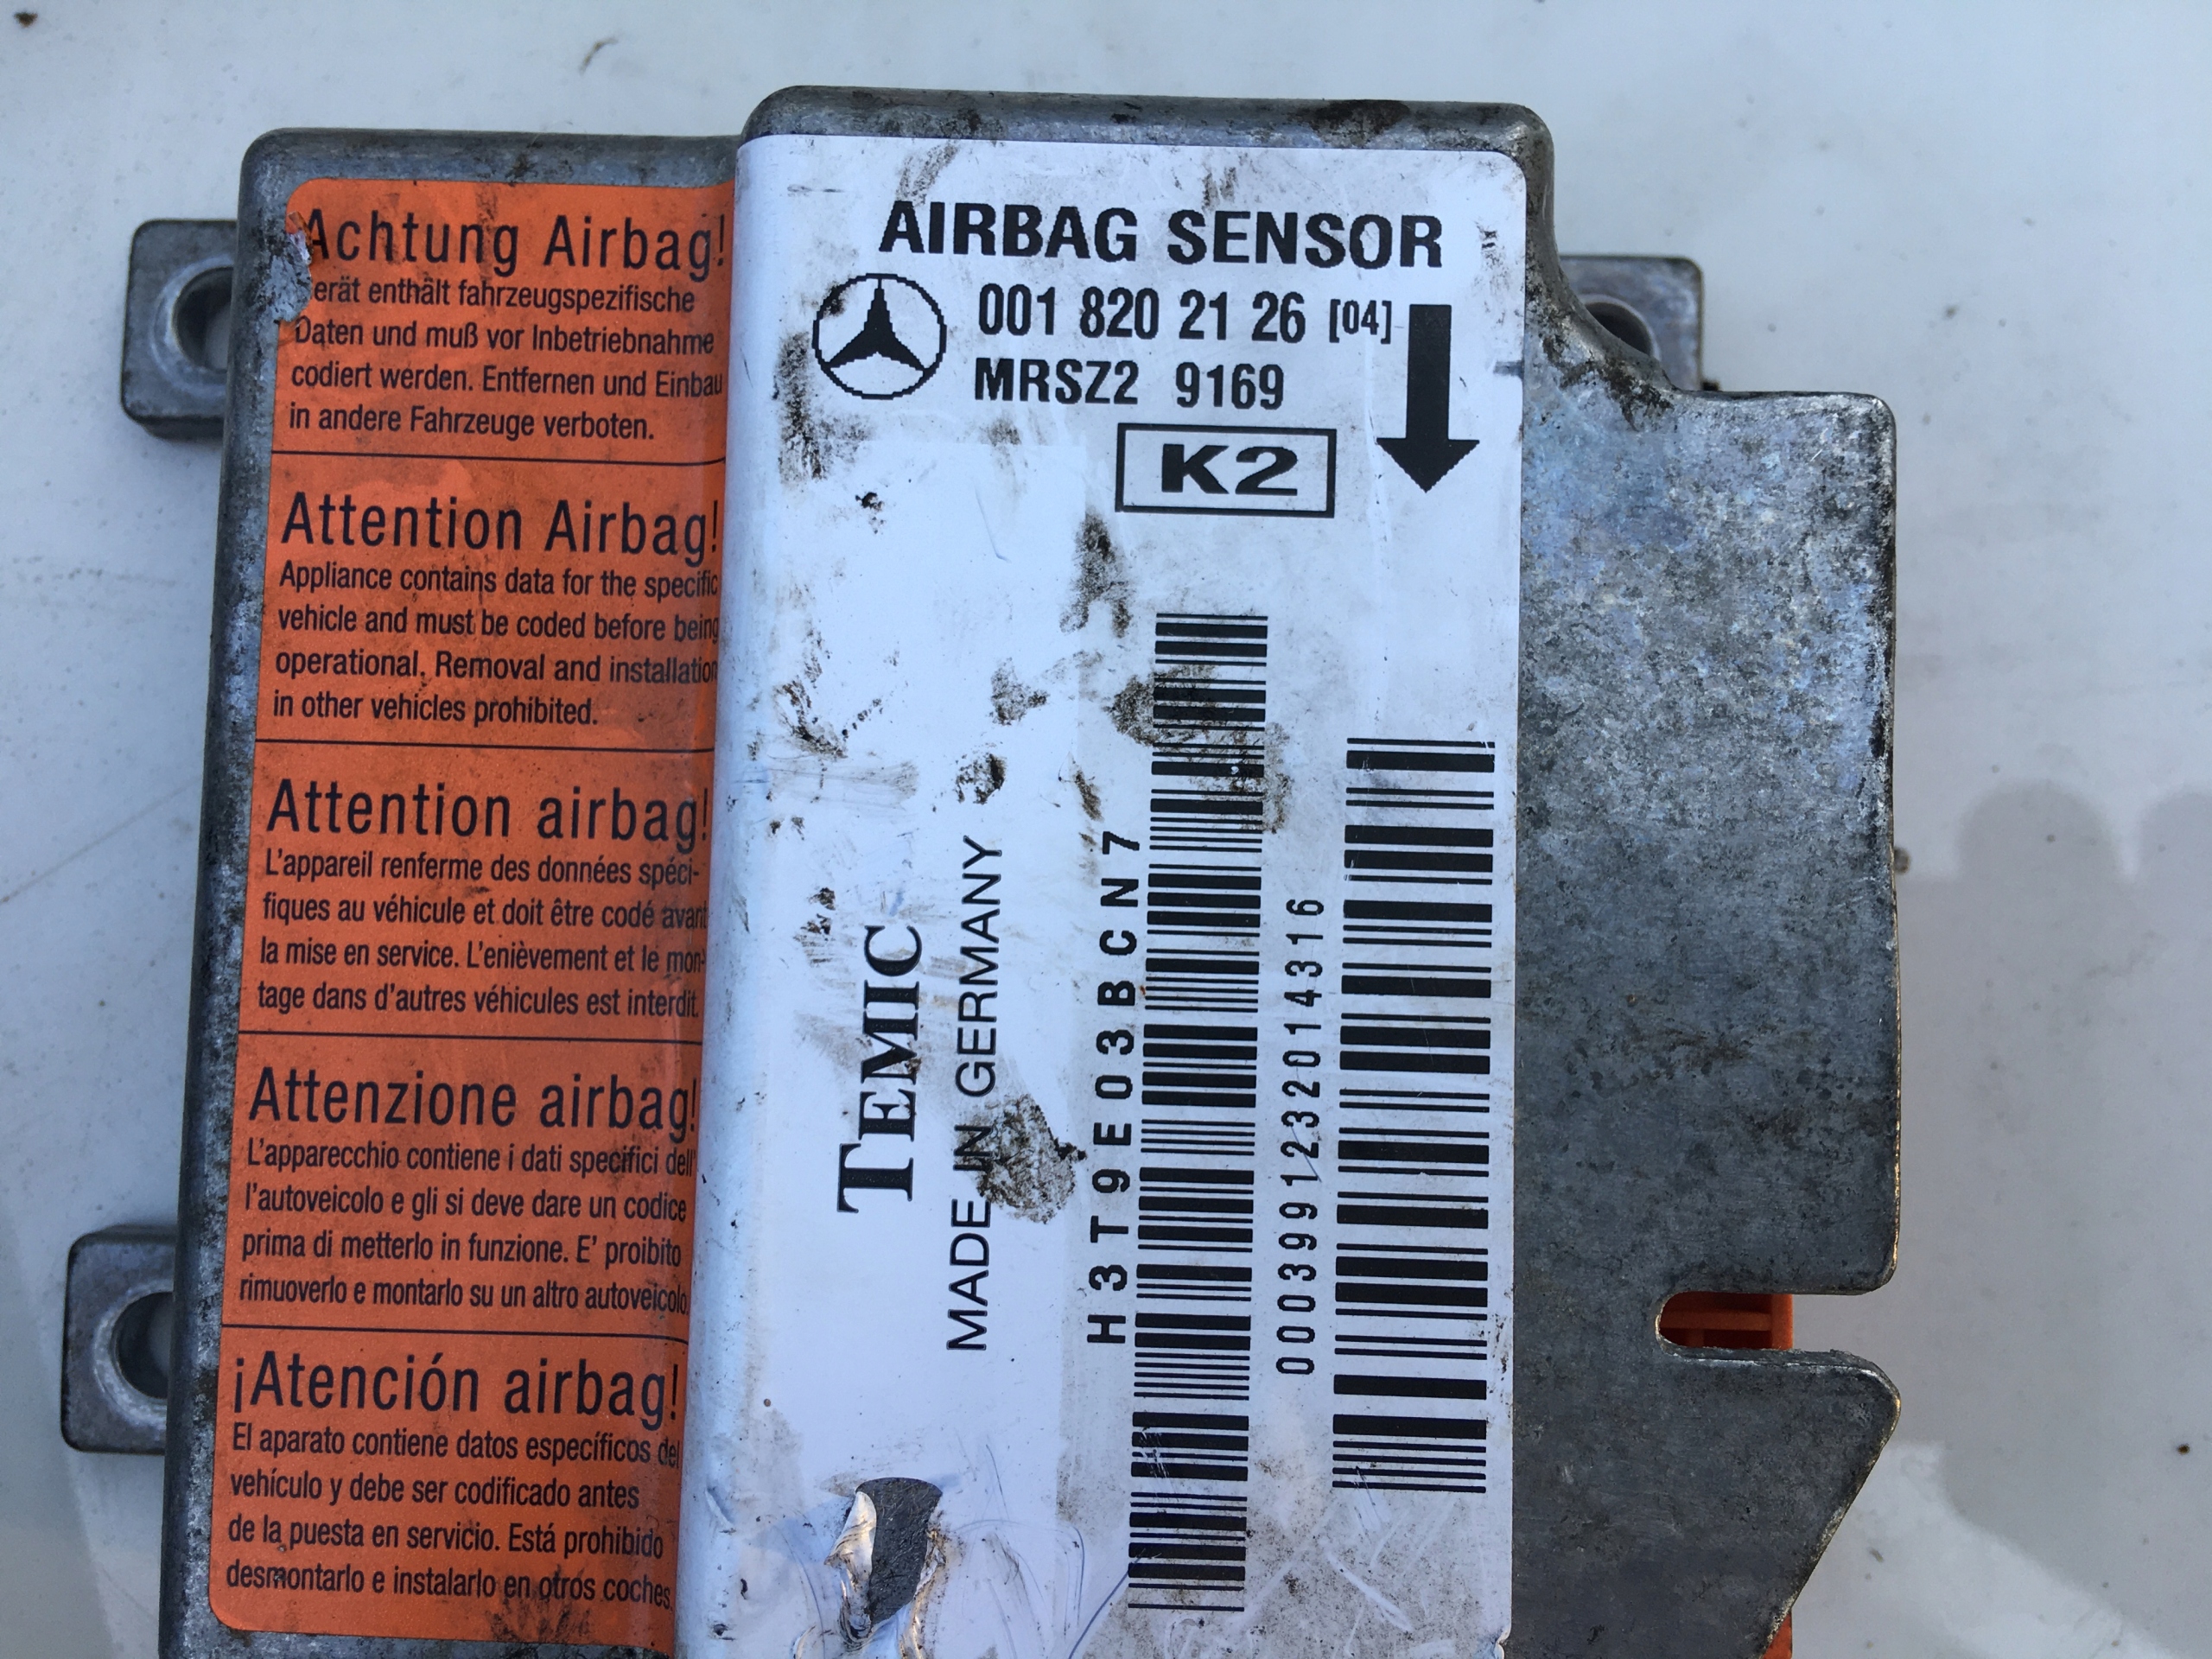 Achtung Airbag!
erät enthält fahrzeugspezifische
Daten und muß vor Inbetriebnahme
codiert werden. Entfernen und Einbau
in andere Fahrzeuge verboten.
Attention Airbag!
Appliance contains data for the specific
vehicle and must be coded before being
operational. Removal and installation
in other vehicles prohibited.
Attention airbag!
L'appareil renferme des données spéci-
fiques au véhicule et doit être codé avant
la mise en service. L'enièvement et le mon-
tage dans d'autres véhicules est interdit.
Attenzione airbag!
L'apparecchio contiene i dati specifici dell'
l'autoveicolo e gli si deve dare un codice
prima di metterlo in funzione. E' proibito
rimuoverlo e montarlo su un altro autoveicolo.
¡Atención airbag!
El aparato contiene datos específicos del
vehículo y debe ser codificado antes
de la puesta en servicio. Está prohibido
desmontarlo e instalarlo en otros coches.
AIRBAG SENSOR
001 820 21 26 [04]
MRSZ2 9169
K2
TEMIC
MADE IN GERMANY
H3T9E03BCN7
0003991232014316